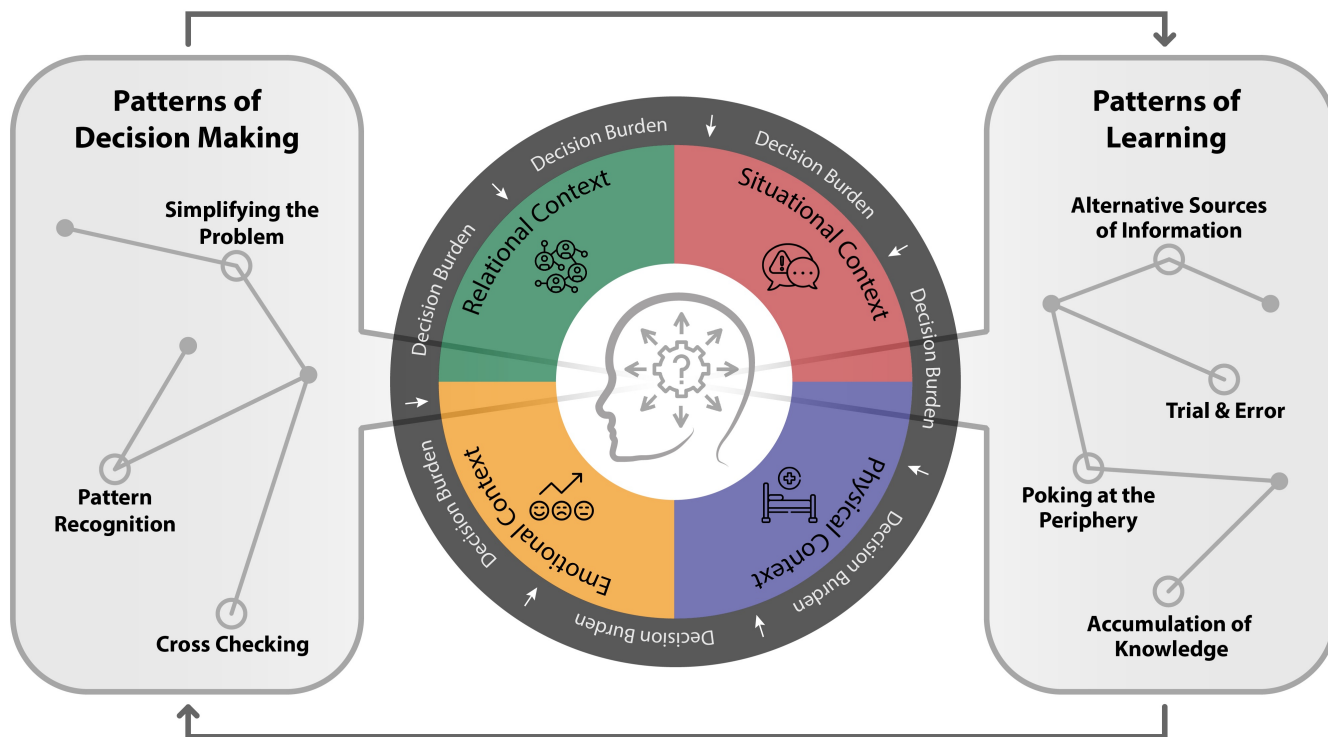 Patterns of
Decision Making
Simplifying the
Problem
Pattern
Recognition
Cross Checking
Decision Burden
Decision Burden
Decision Burden
Decision Burden
Decision Burden
Decision Burden
Decision Burden
Relational Context
Situational Context
Emotional Context
Physical Context
?
!
Patterns of
Learning
Alternative Sources
of Information
Trial & Error
Poking at the
Periphery
Accumulation of
Knowledge